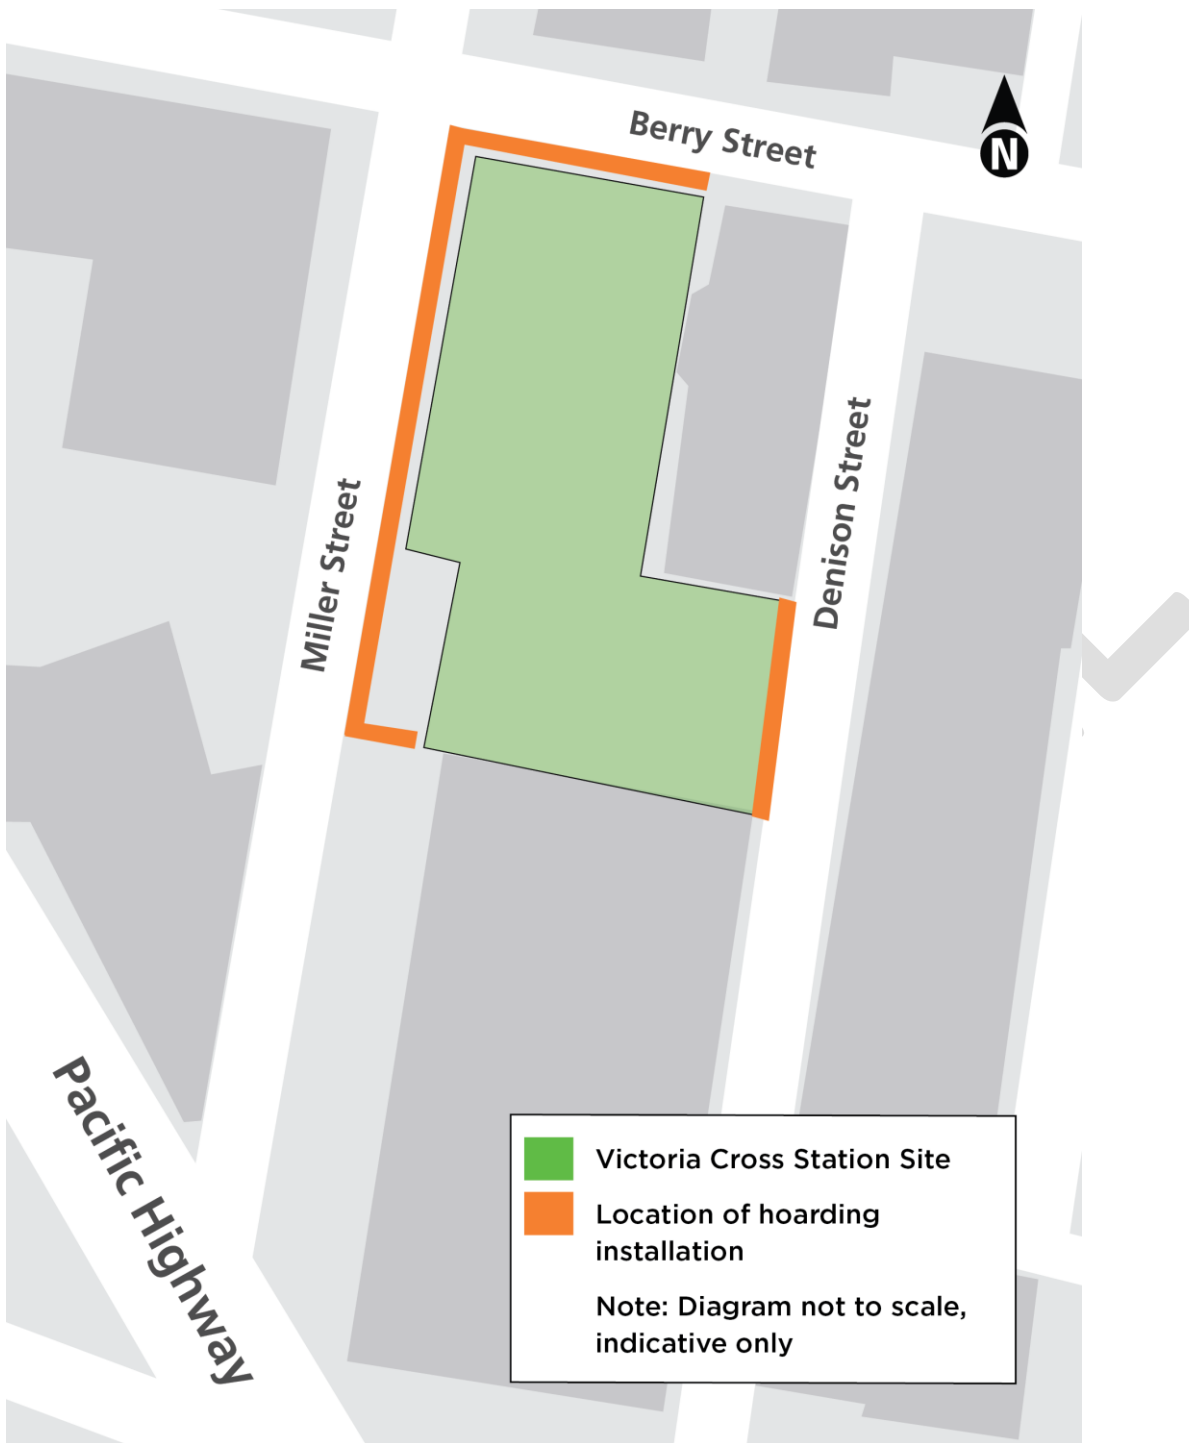 Berry Street
N
Denison Street
Miller Street
Pacific Highway
Victoria Cross Station Site
Location of hoarding
installation
Note: Diagram not to scale,
indicative only